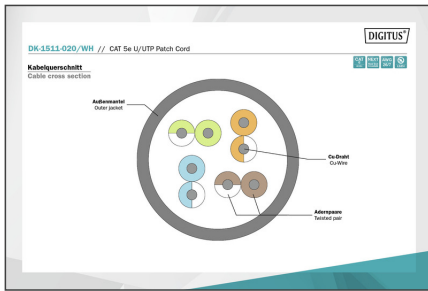 DIGITUS®
DK-1511-020/WH // CAT 5e U/UTP Patch Cord
Kabelquerschnitt
Cable cross section
Außenmantel
Outer jacket
Cu-Draht
Cu-Wire
Adernpaare
Twisted pair